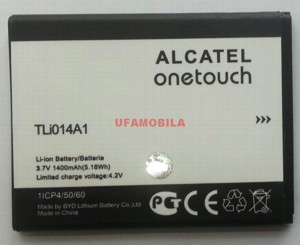 ALCATEL
onetouch
TLi014A1
UFAMOBILA
Li-ion Battery/Batterie
3.7V 1400mAh(5.18Wh)
Limited charge voltage: 4.2V
1ICP4/50/60
Made by BYD Lithium Battery Co.,Ltd
Made in China